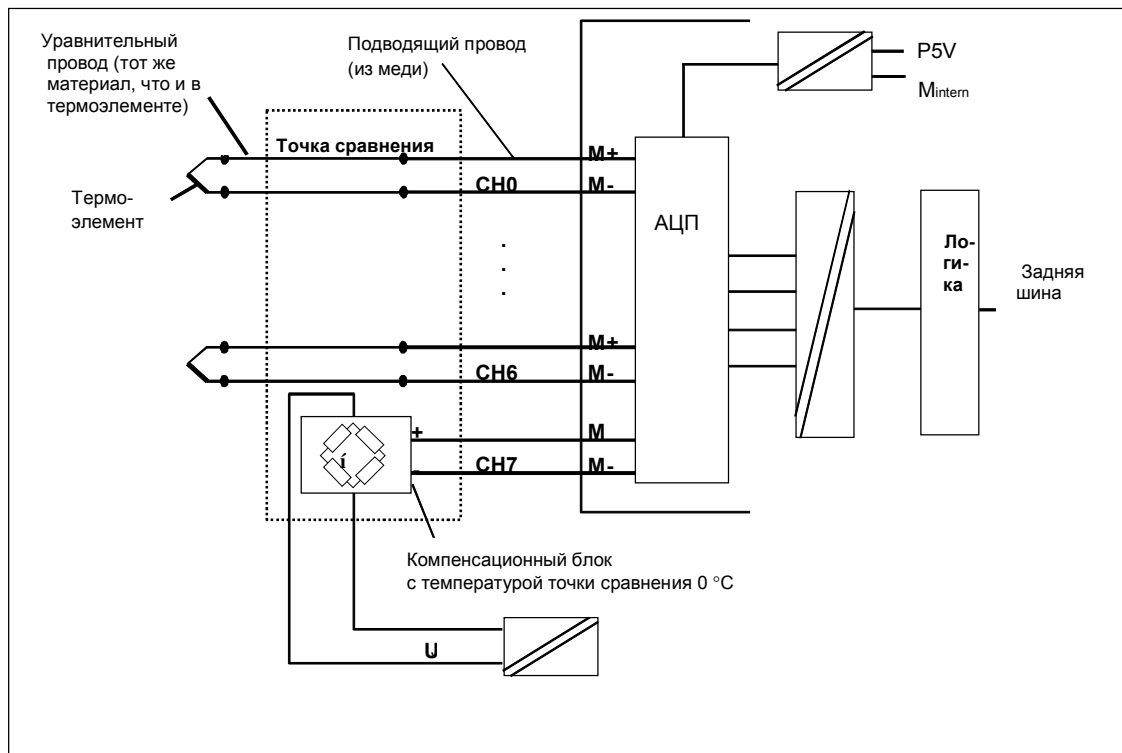 Уравнительный
провод (тот же
материал, что и в
термоэлементе)
Подводящий провод
(из меди)
P5V
Mintern
Точка сравнения
M+
CH0
M-
Термо-
элемент
АЦП
.
.
.
Ло-
ги-
ка
Задняя
шина
M+
CH6
M-
+
M
í
-
CH7
M-
Компенсационный блок
с температурой точки сравнения 0 °C
U